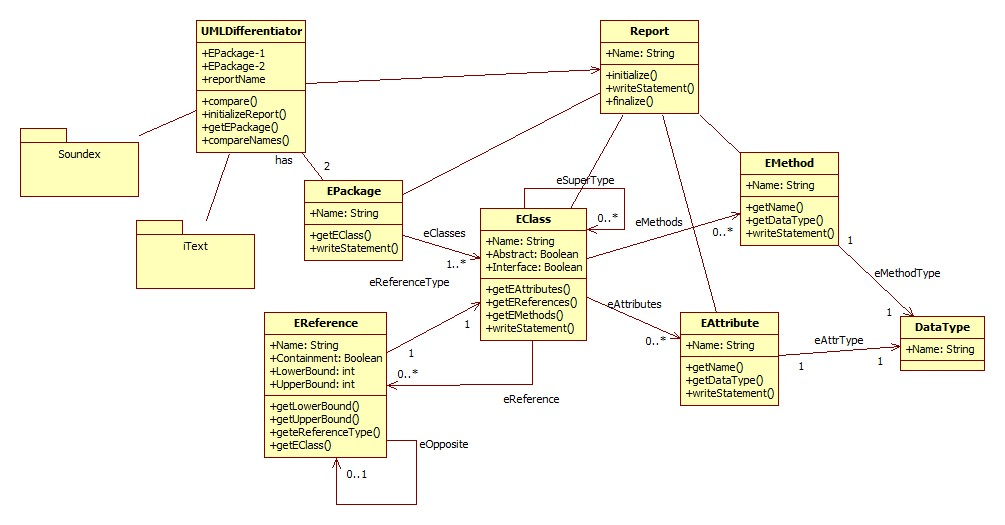 UMLDifferentiator
+EPackage-1
+EPackage-2
+reportName
+compare()
+initializeReport()
+getEPackage()
+compareNames()
Report
+Name: String
+initialize()
+writeStatement()
+finalize()
Soundex
iText
has
2
EPackage
+Name: String
+getEClass()
+writeStatement()
eClasses
1..*
eSuperType
0..*
EClass
+Name: String
+Abstract: Boolean
+Interface: Boolean
+getEAttributes()
+getEReferences()
+getEMethods()
+writeStatement()
eMethods
0..*
EMethod
+Name: String
+getName()
+getDataType()
+writeStatement()
1
eMethodType
1
eReferenceType
1
1
EReference
+Name: String
+Containment: Boolean
+LowerBound: int
+UpperBound: int
+getLowerBound()
+getUpperBound()
+geteReferenceType()
+getEClass()
0..*
eReference
eOpposite
0..1
eAttributes
0..*
EAttribute
+Name: String
+getName()
+getDataType()
+writeStatement()
eAttrType
1
1
DataType
+Name: String